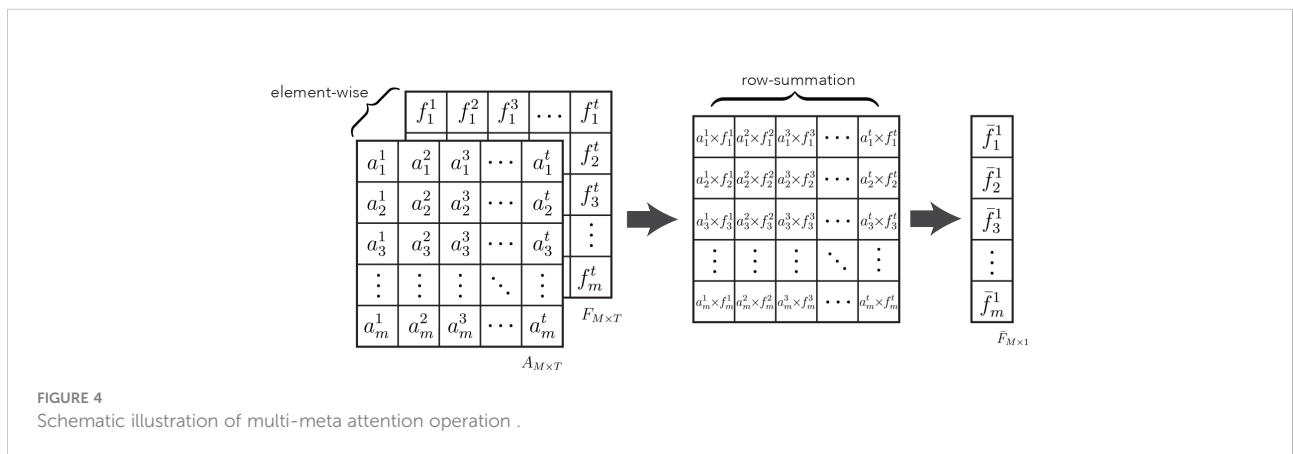 element-wise
row-summation
f_1^1 f_1^2 f_1^3 ⋯ f_1^t
f_2^t
f_3^t
⋮
f_m^t
F_{M×T}
a_1^1 a_1^2 a_1^3 ⋯ a_1^t
a_2^1 a_2^2 a_2^3 ⋯ a_2^t
a_3^1 a_3^2 a_3^3 ⋯ a_3^t
⋮ ⋮ ⋮ ⋱ ⋮
a_m^1 a_m^2 a_m^3 ⋯ a_m^t
A_{M×T}
a_1^1×f_1^1 a_1^2×f_1^2 a_1^3×f_1^3 ⋯ a_1^t×f_1^t
a_2^1×f_2^1 a_2^2×f_2^2 a_2^3×f_2^3 ⋯ a_2^t×f_2^t
a_3^1×f_3^1 a_3^2×f_3^2 a_3^3×f_3^3 ⋯ a_3^t×f_3^t
⋮ ⋮ ⋮ ⋱ ⋮
a_m^1×f_m^1 a_m^2×f_m^2 a_m^3×f_m^3 ⋯ a_m^t×f_m^t
f̄_1^1
f̄_2^1
f̄_3^1
⋮
f̄_m^1
F̄_{M×1}
FIGURE 4
Schematic illustration of multi-meta attention operation .